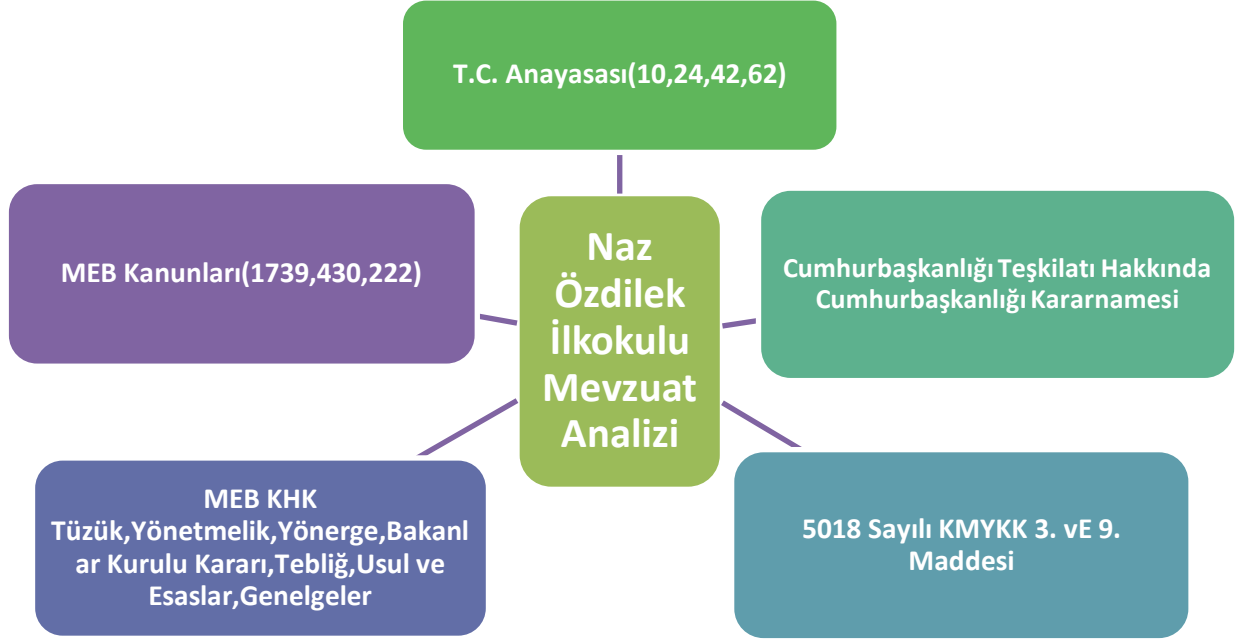 T.C. Anayasası(10,24,42,62)
MEB Kanunları(1739,430,222)
Naz
Özdilek
İlkokulu
Mevzuat
Analizi
Cumhurbaşkanlığı Teşkilatı Hakkında
Cumhurbaşkanlığı Kararnamesi
MEB KHK
Tüzük,Yönetmelik,Yönerge,Bakanl
ar Kurulu Kararı,Tebliğ,Usul ve
Esaslar,Genelgeler
5018 Sayılı KMYKK 3. vE 9.
Maddesi